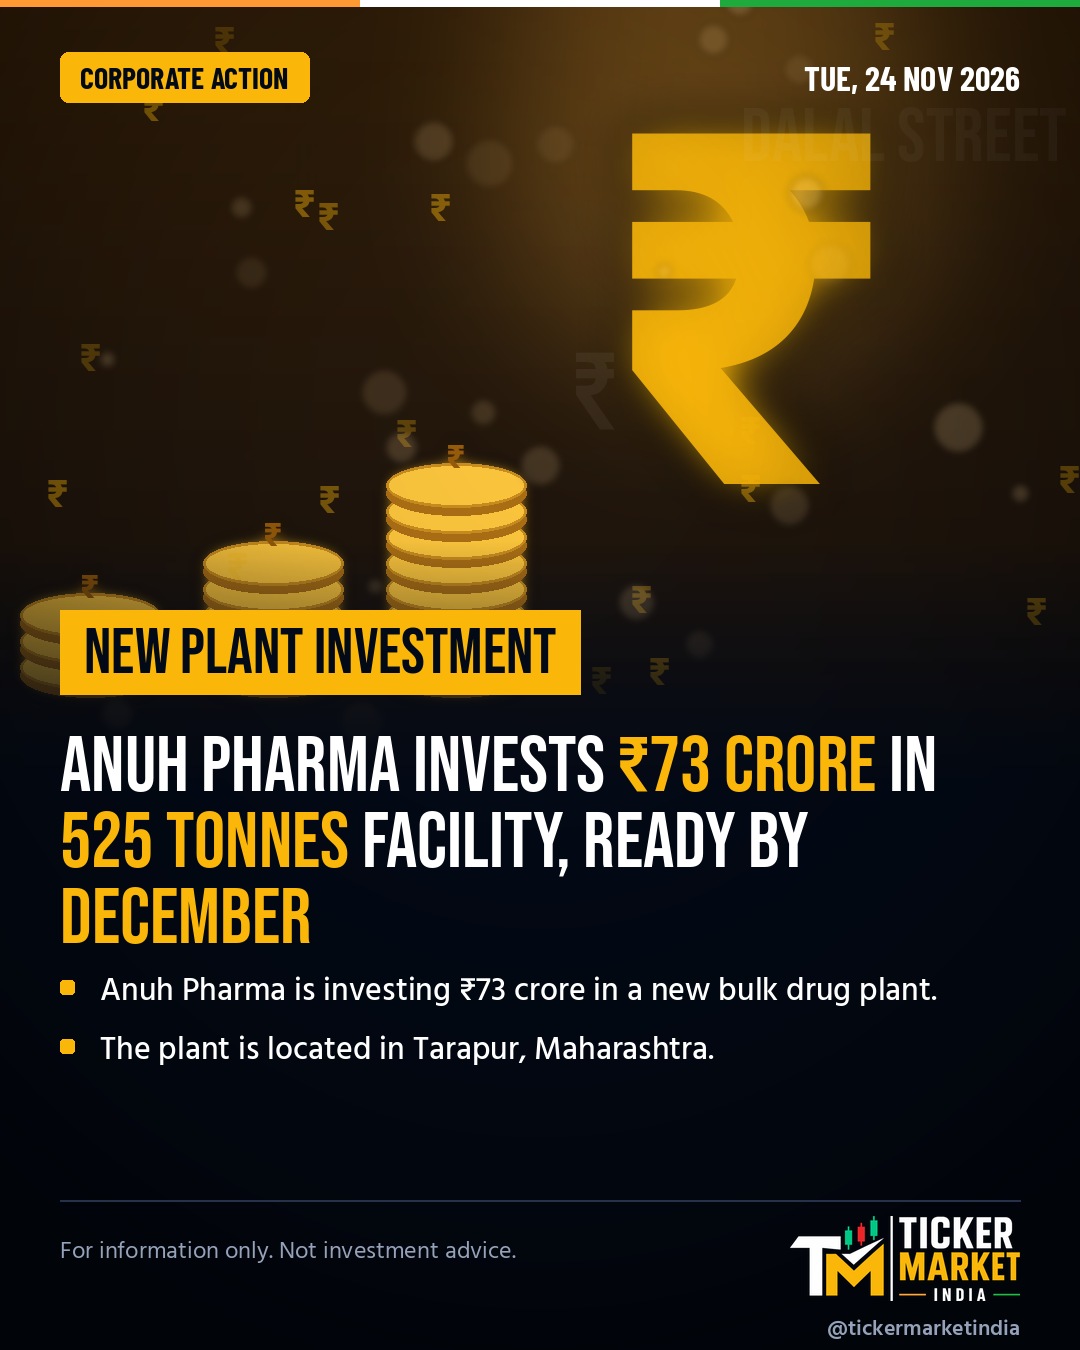 CORPORATE ACTION
TUE, 24 NOV 2026
DALAL STREET
NEW PLANT INVESTMENT
ANUH PHARMA INVESTS ₹73 CRORE IN
525 TONNES FACILITY, READY BY
DECEMBER
Anuh Pharma is investing ₹73 crore in a new bulk drug plant.
The plant is located in Tarapur, Maharashtra.
For information only. Not investment advice.
TM
TICKER
MARKET
INDIA
@tickermarketindia